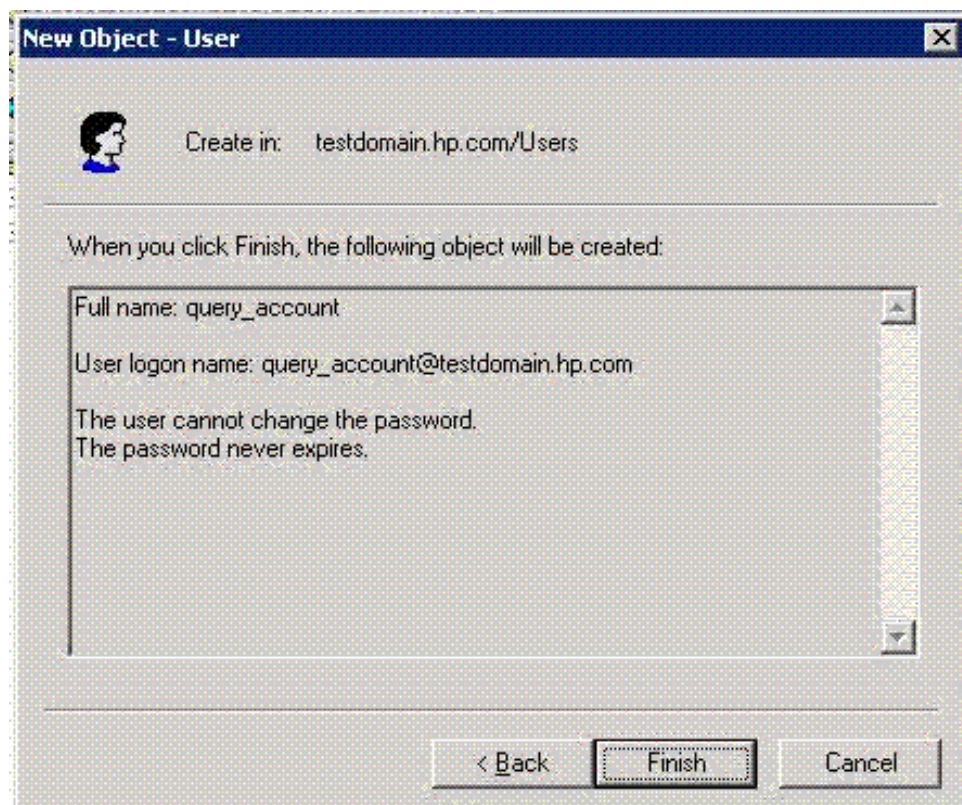 New Object - User
Create in: testdomain.hp.com/Users
When you click Finish, the following object will be created:
Full name: query_account
User logon name: query_account@testdomain.hp.com
The user cannot change the password.
The password never expires.
< Back Finish Cancel